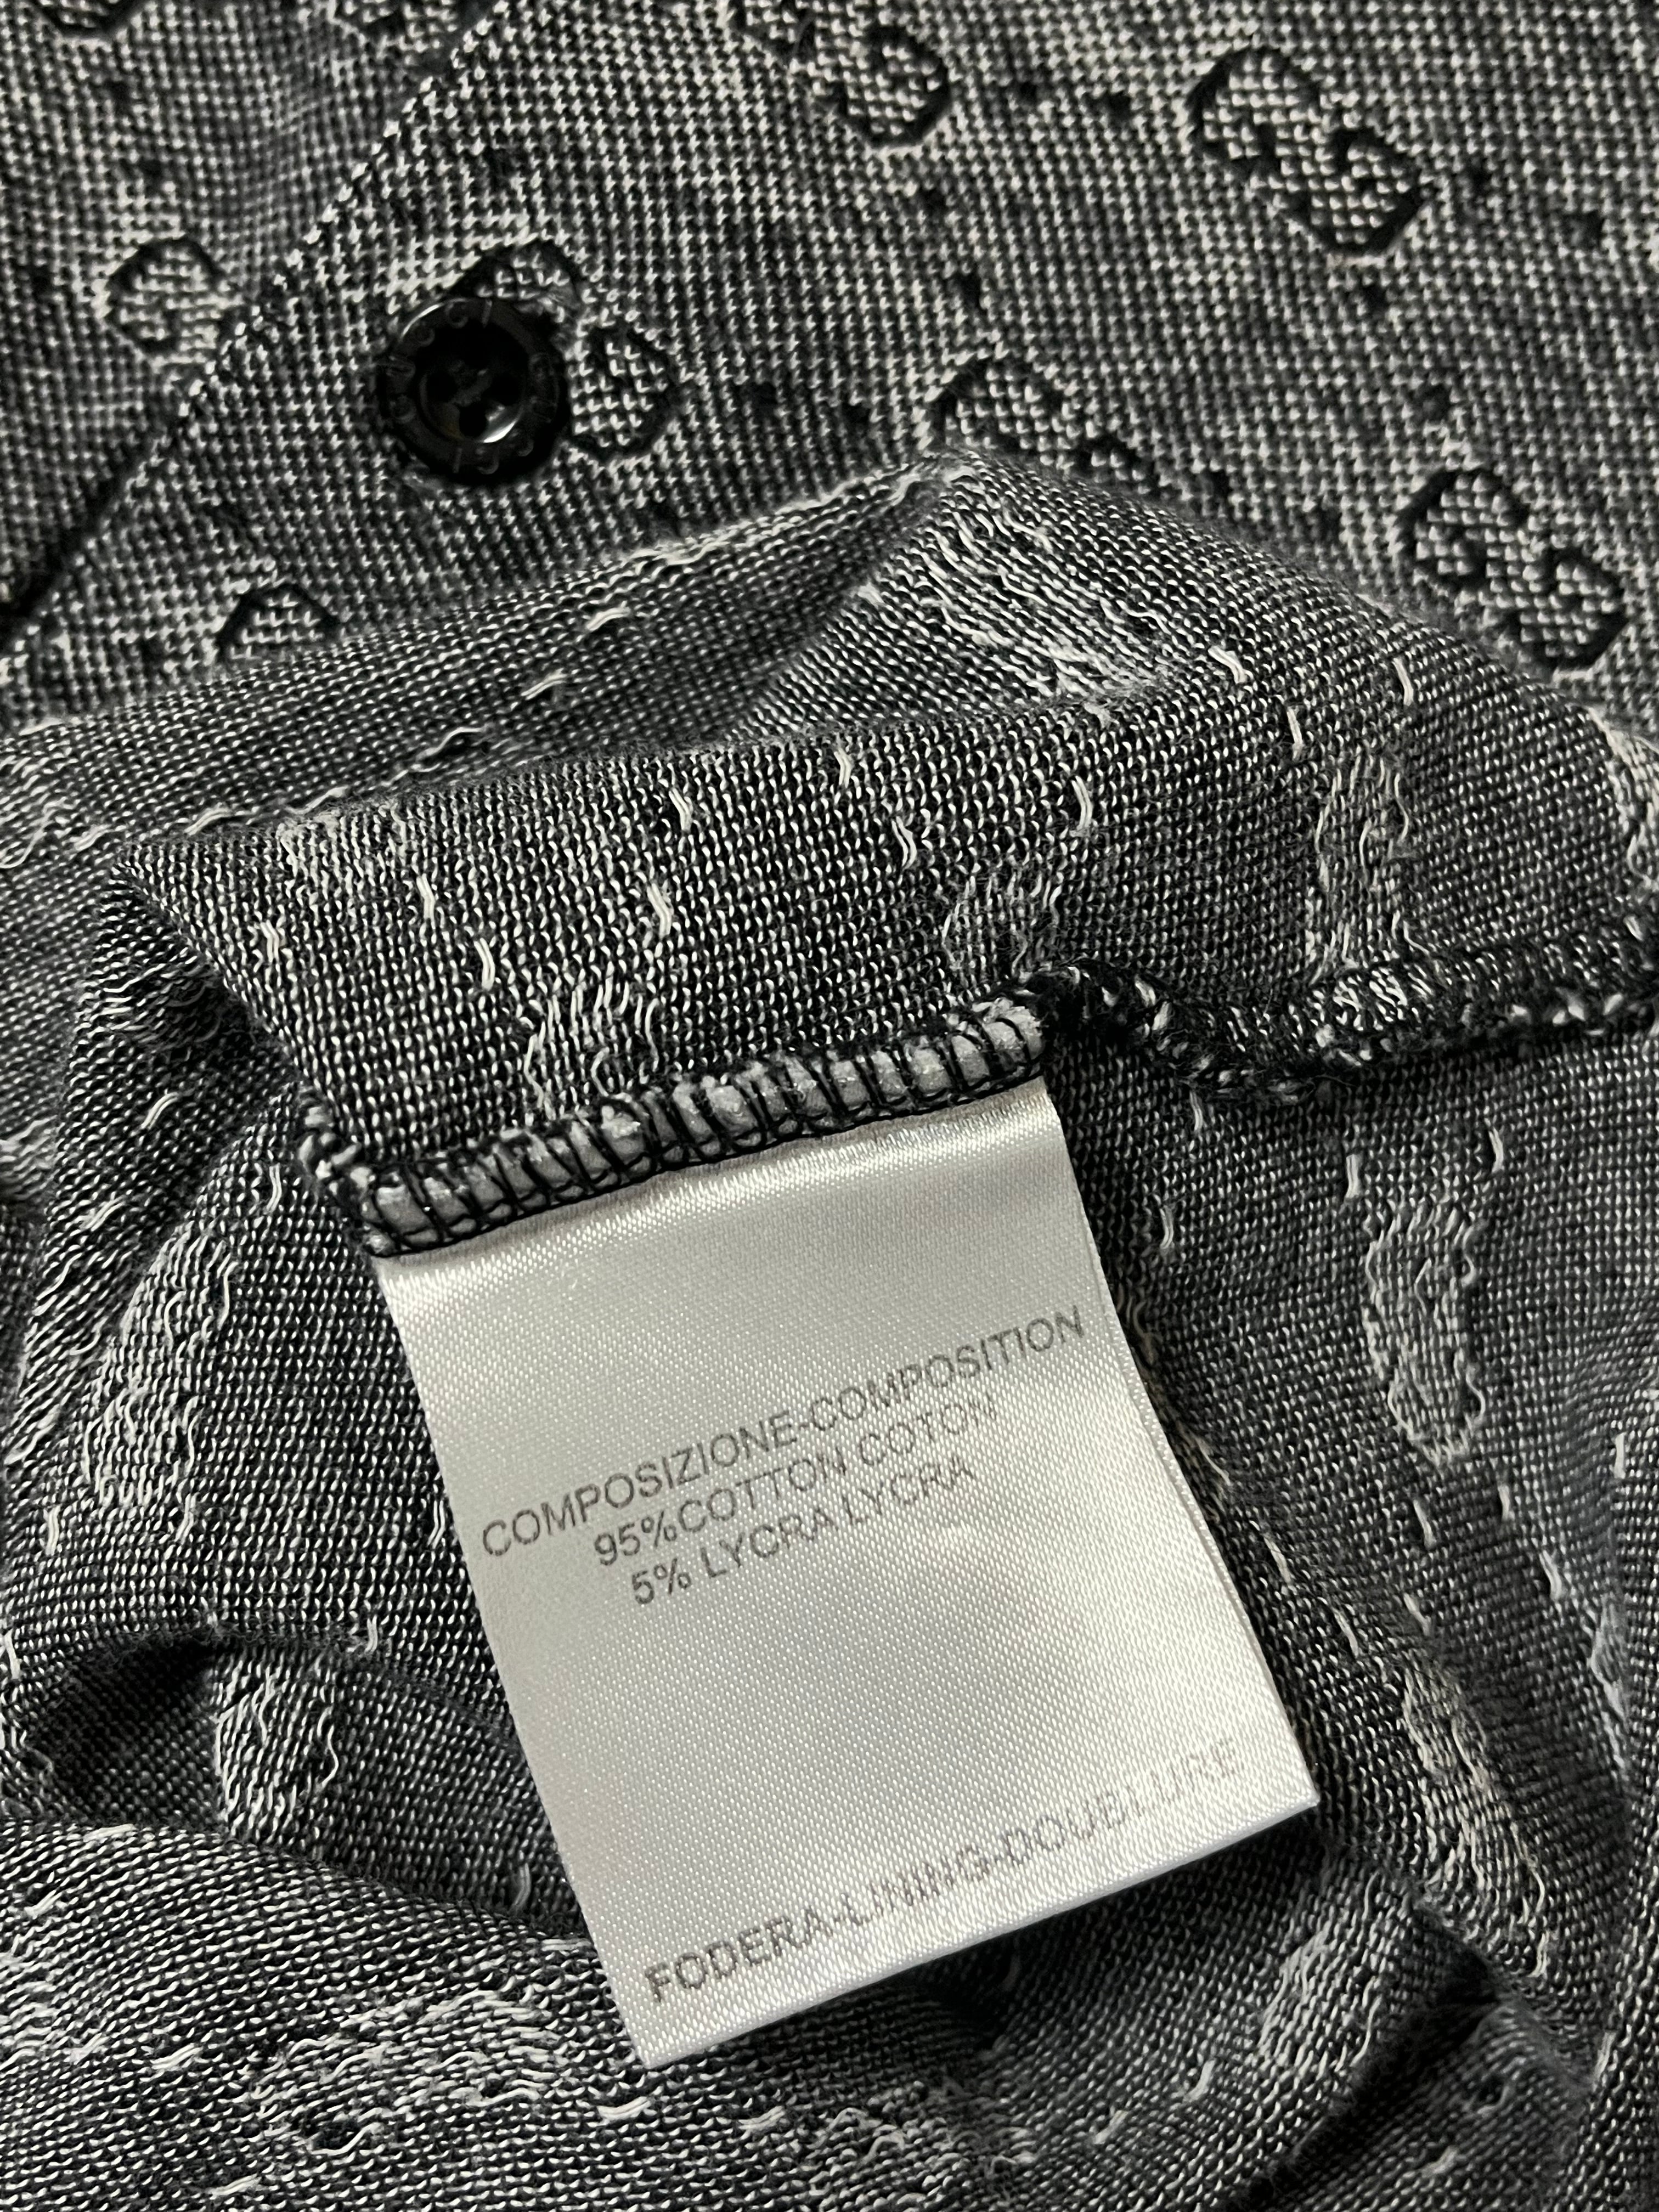 COMPOSIZIONE-COMPOSITION
95%COTTON COTON
5% LYCRA LYCRA
FODERA-LINING-DOUBLURE